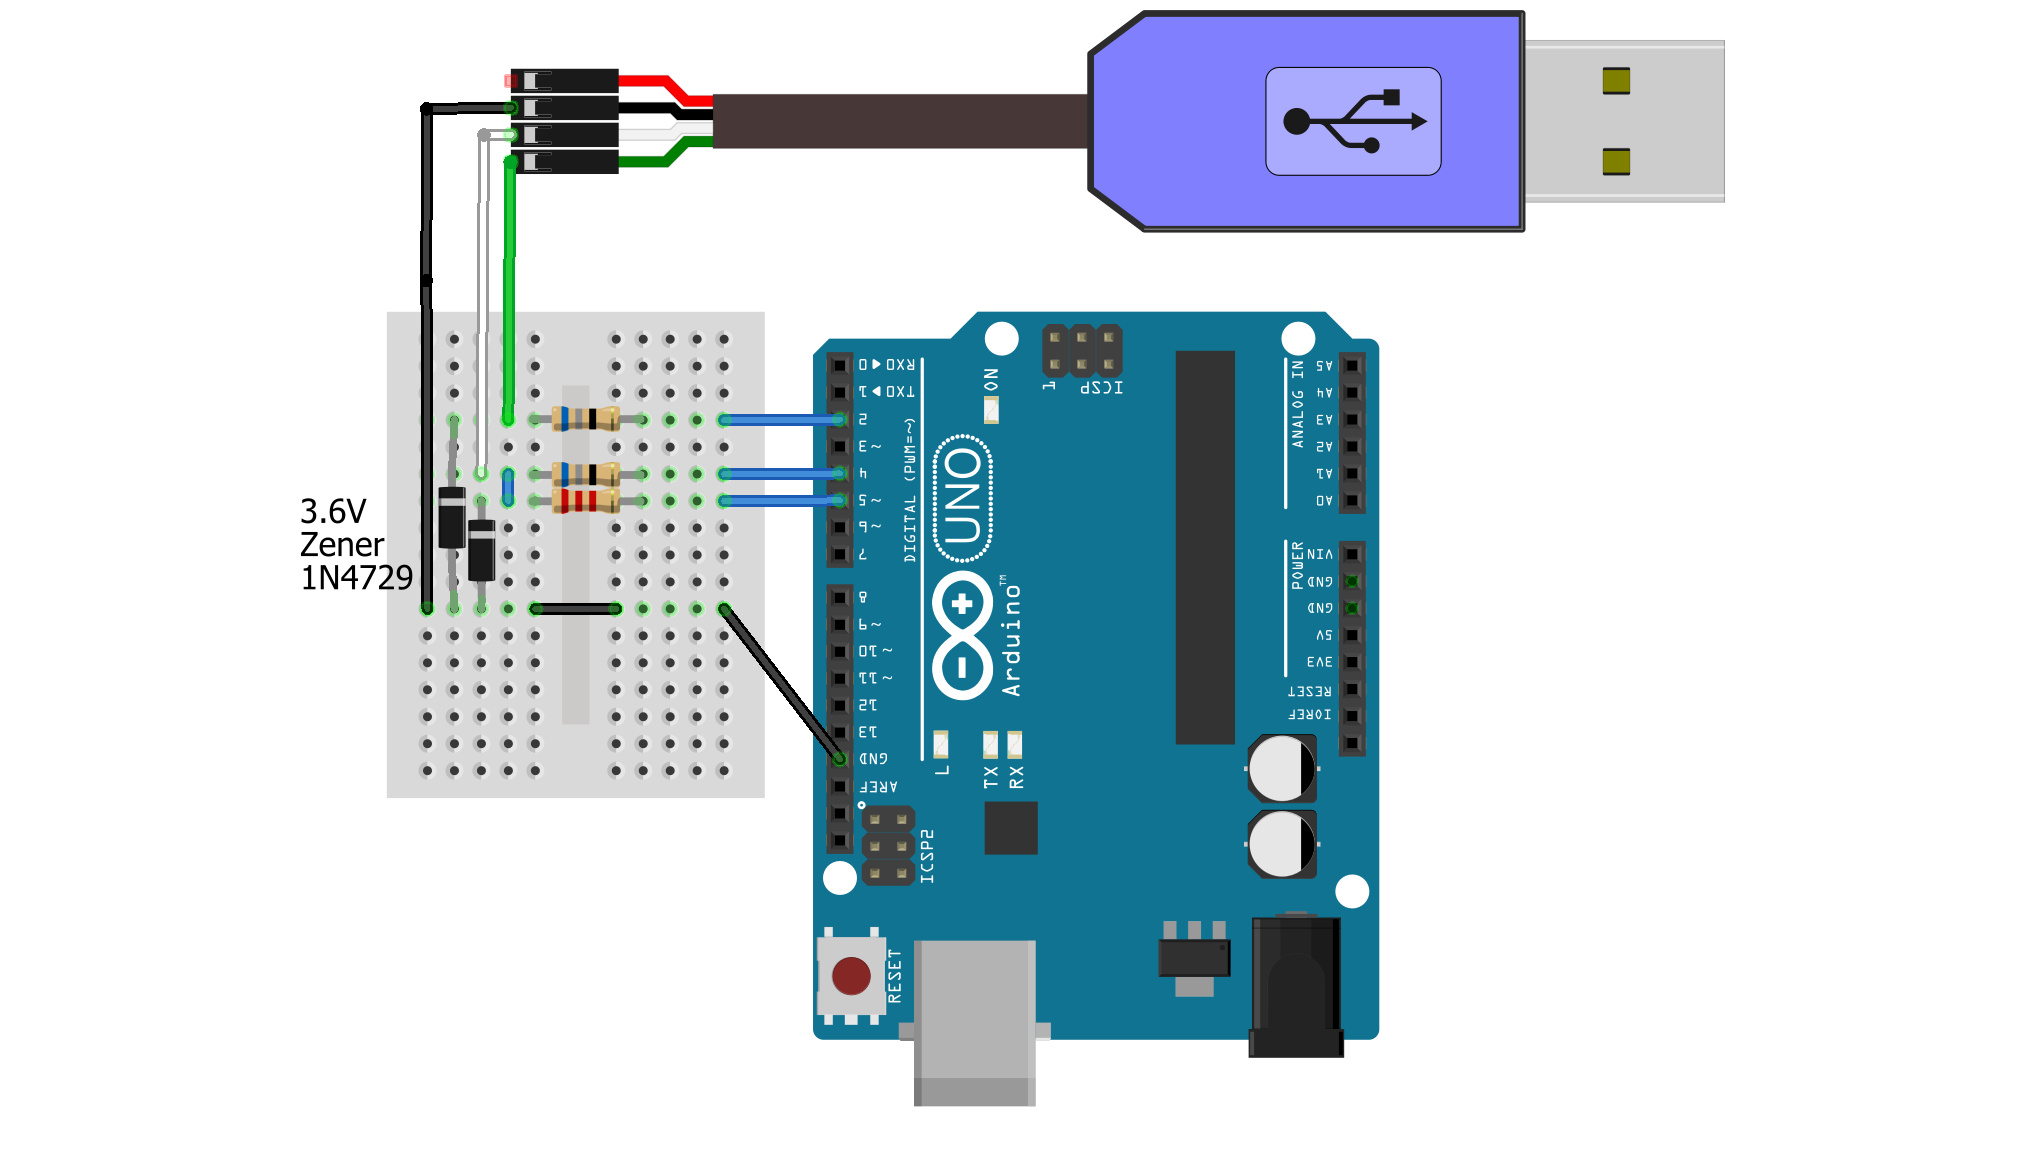 3.6V
Zener
1N4729
RX0◀0
TX0▶1
2
~3
4
~5
~6
7
DIGITAL (PWM=~)
8
~9
~10
~11
12
13
GND
AREF
ICSP2
1
ICSP
ON
UNO
Arduino™
L
TX
RX
RESET
ANALOG IN
A5
A4
A3
A2
A1
A0
POWER
VIN
GND
GND
5V
3V3
RESET
IOREF